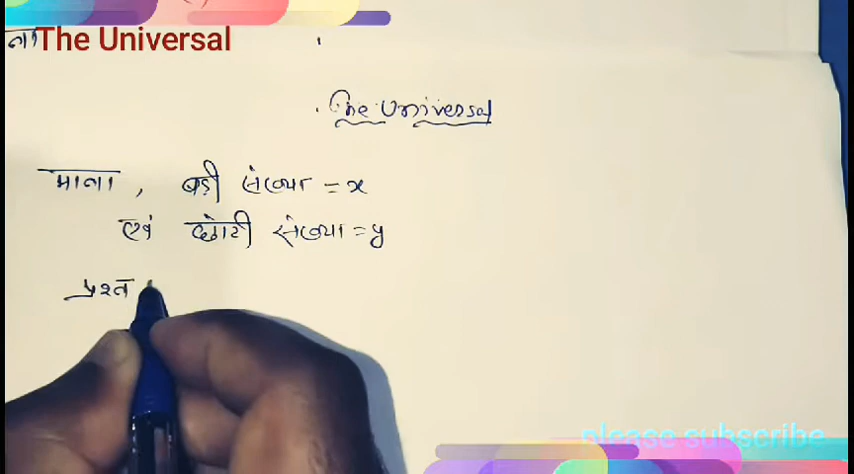 The Universal
The Universal
माना, बड़ी संख्या = x
एवं छोटी संख्या = y
प्रश्न
please subscribe